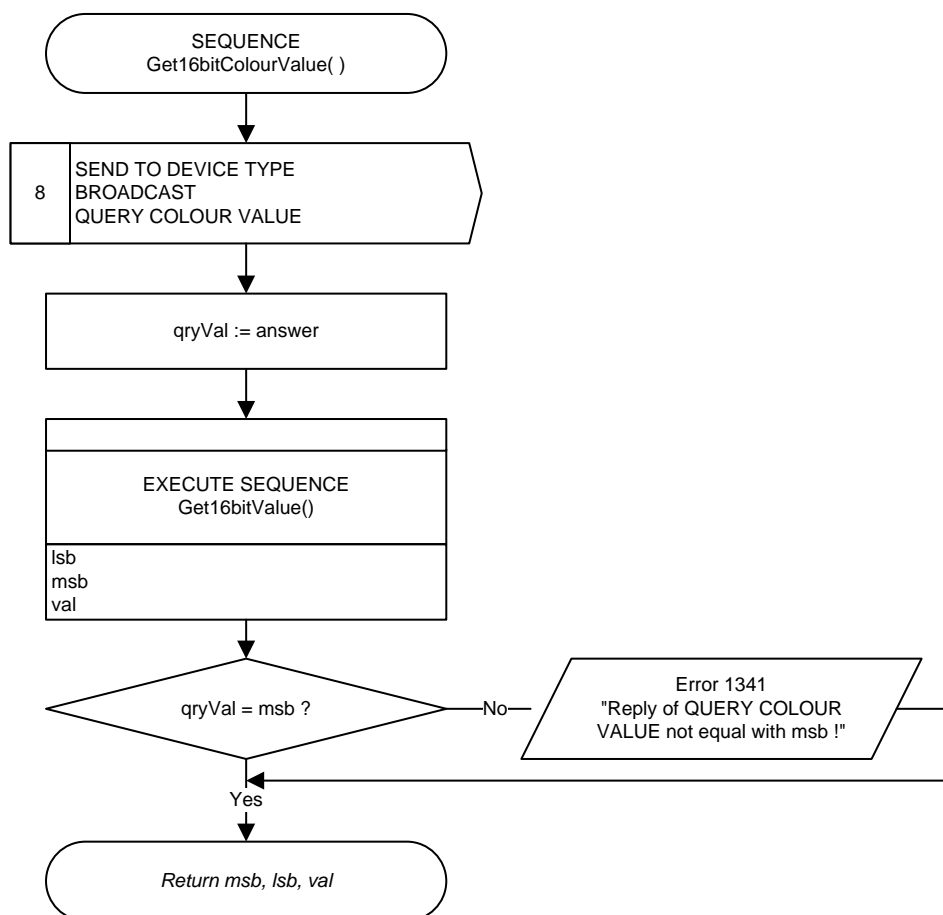 SEQUENCE
Get16bitColourValue( )
8
SEND TO DEVICE TYPE
BROADCAST
QUERY COLOUR VALUE
qryVal := answer
EXECUTE SEQUENCE
Get16bitValue()
lsb
msb
val
qryVal = msb ?
No
Error 1341
"Reply of QUERY COLOUR
VALUE not equal with msb !"
Yes
Return msb, lsb, val